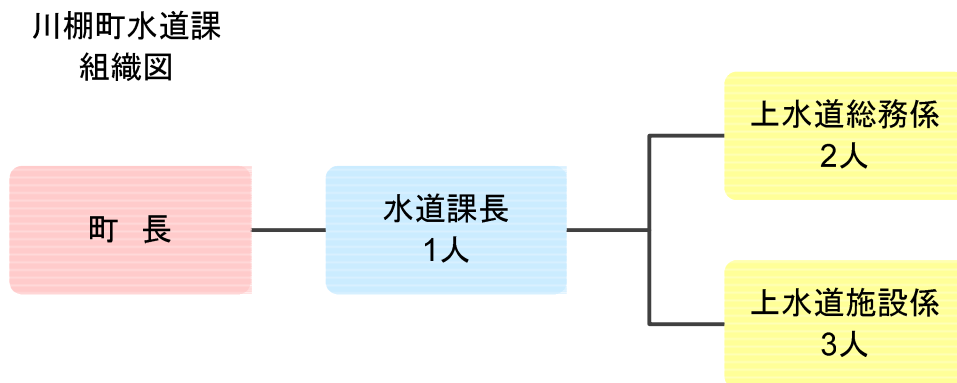 川棚町水道課
組織図
町　長
水道課長
1人
上水道総務係
2人
上水道施設係
3人